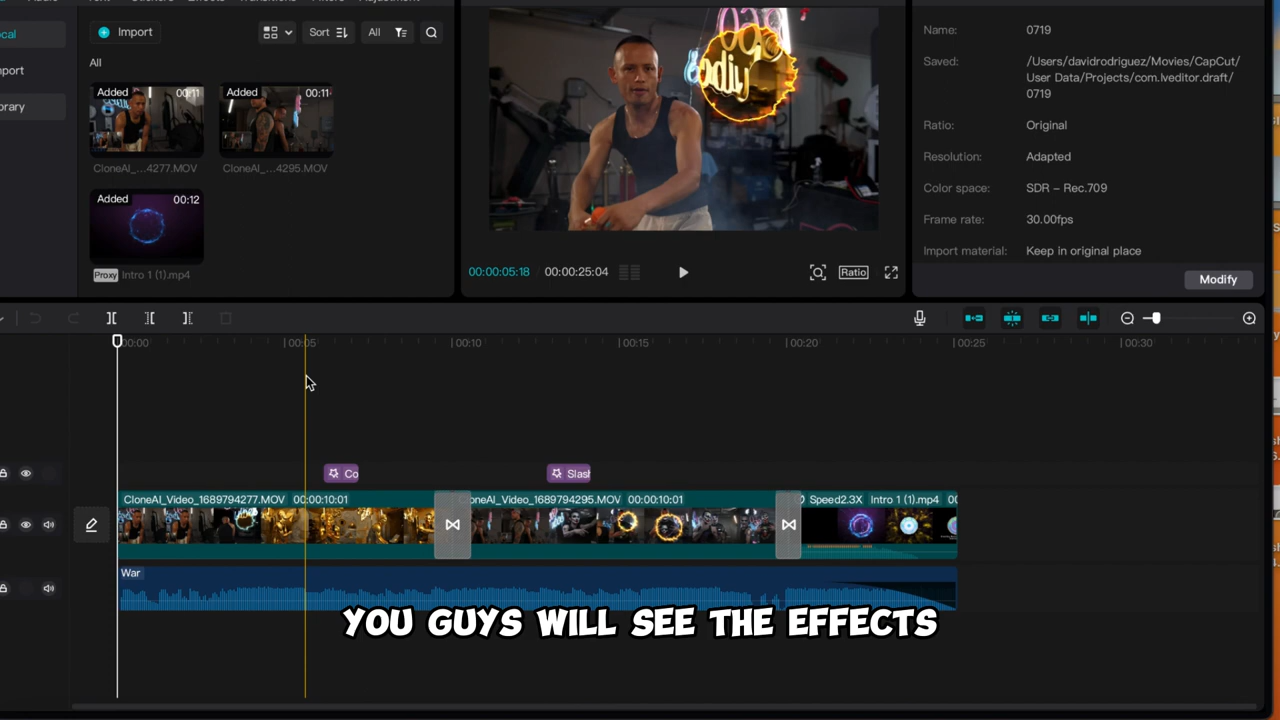 Import
Sort
All
All
Added
00:11
Added
00:11
CloneAI_...4277.MOV
CloneAI_...4295.MOV
Added
00:12
Proxy
Intro 1 (1).mp4
00:00:05:18
00:00:25:04
Ratio
Name:
0719
Saved:
/Users/davidrodriguez/Movies/CapCut/
User Data/Projects/com.lveditor.draft/
0719
Ratio:
Original
Resolution:
Adapted
Color space:
SDR – Rec.709
Frame rate:
30.00fps
Import material:
Keep in original place
Modify
00:00
00:05
00:10
00:15
00:20
00:25
00:30
Co
Slash
CloneAI_Video_1689794277.MOV 00:00:10:01
CloneAI_Video_1689794295.MOV 00:00:10:01
Speed2.3X Intro 1 (1).mp4 00
War
YOU GUYS WILL SEE THE EFFECTS